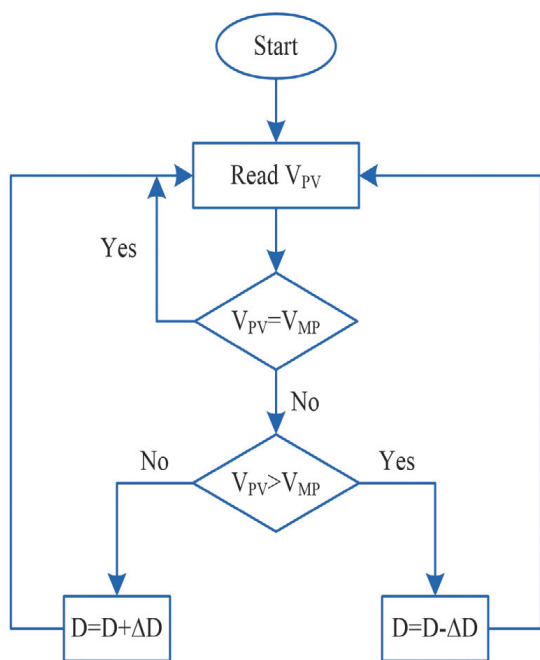 Start
Read V_PV
Yes
V_PV=V_MP
No
No
V_PV>V_MP
Yes
D=D+ΔD
D=D-ΔD